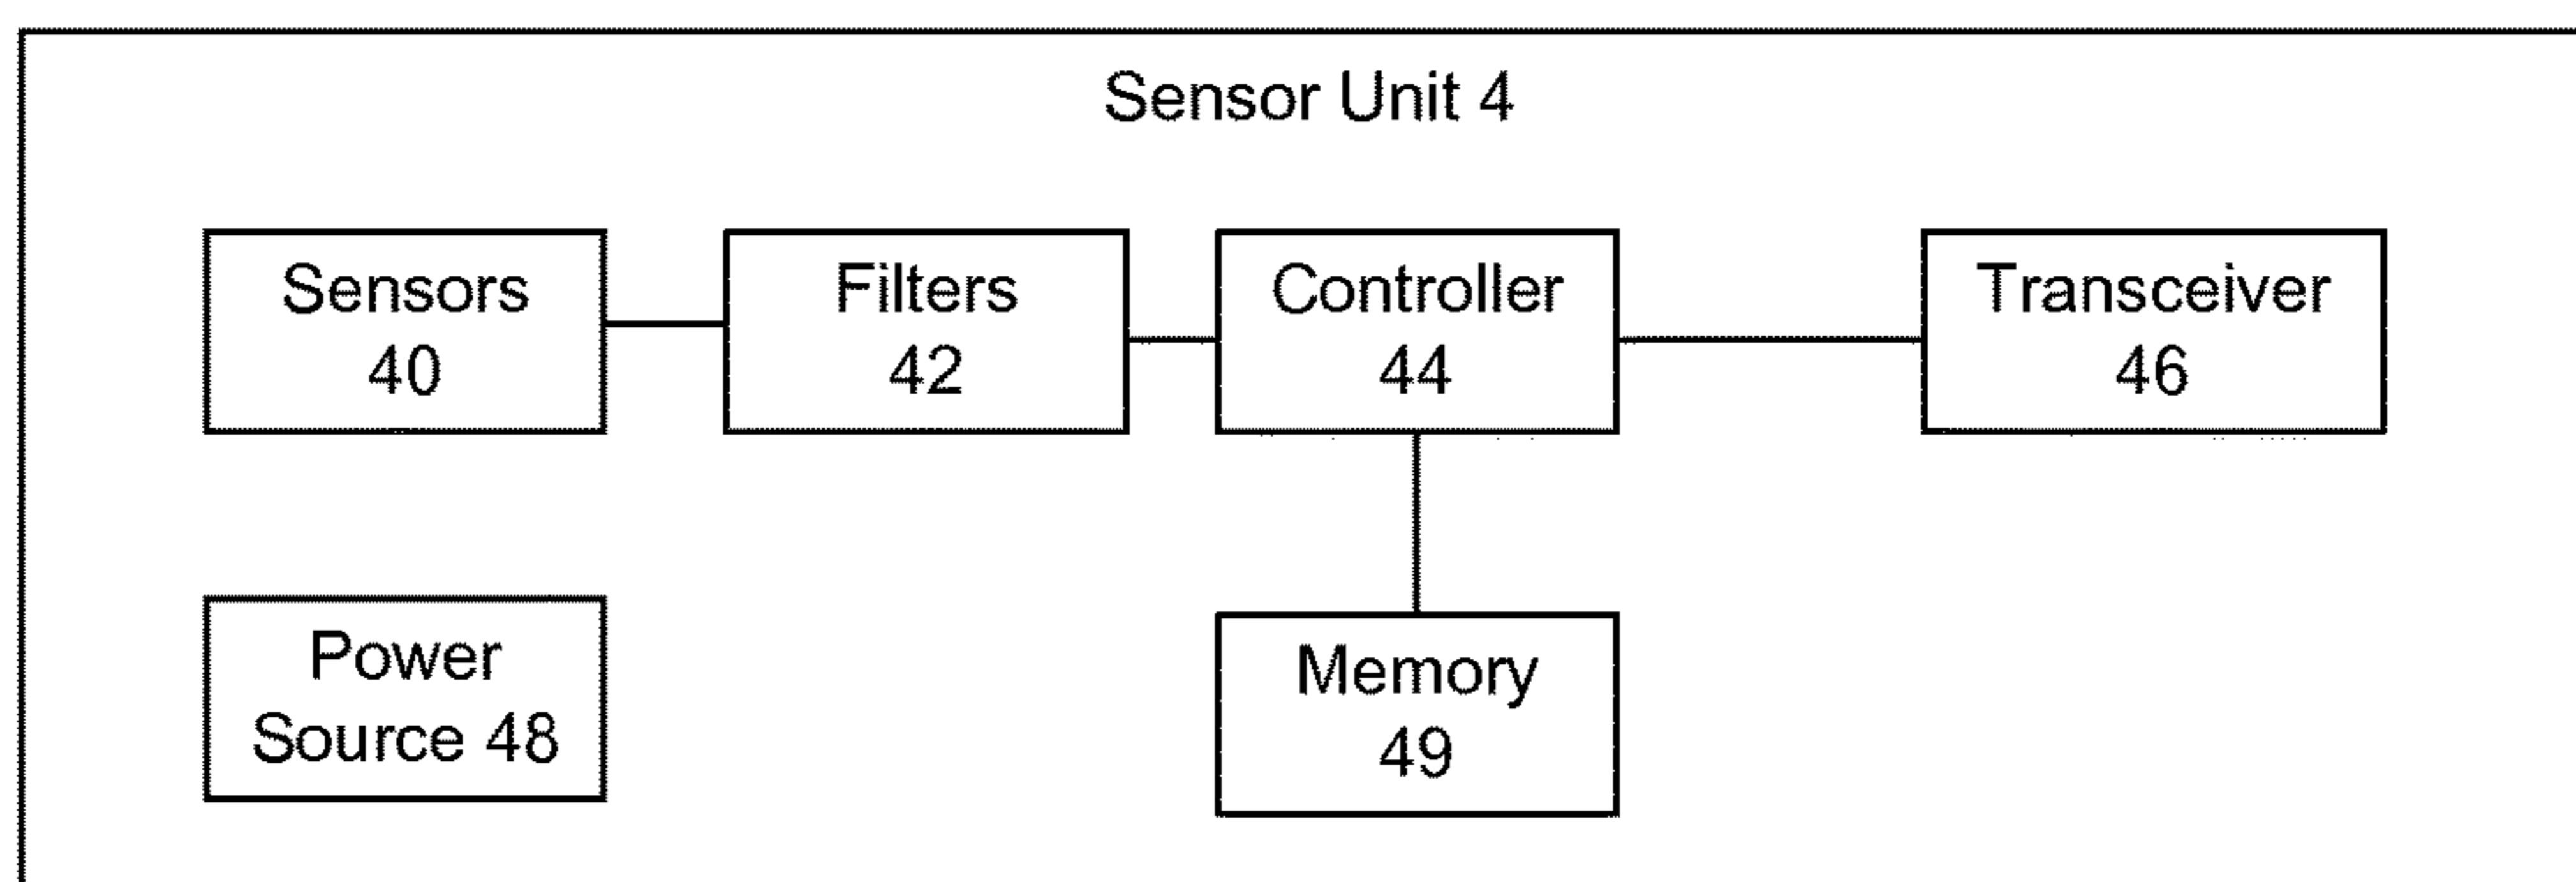 Sensor Unit 4
Sensors
40
Filters
42
Controller
44
Transceiver
46
Power
Source 48
Memory
49